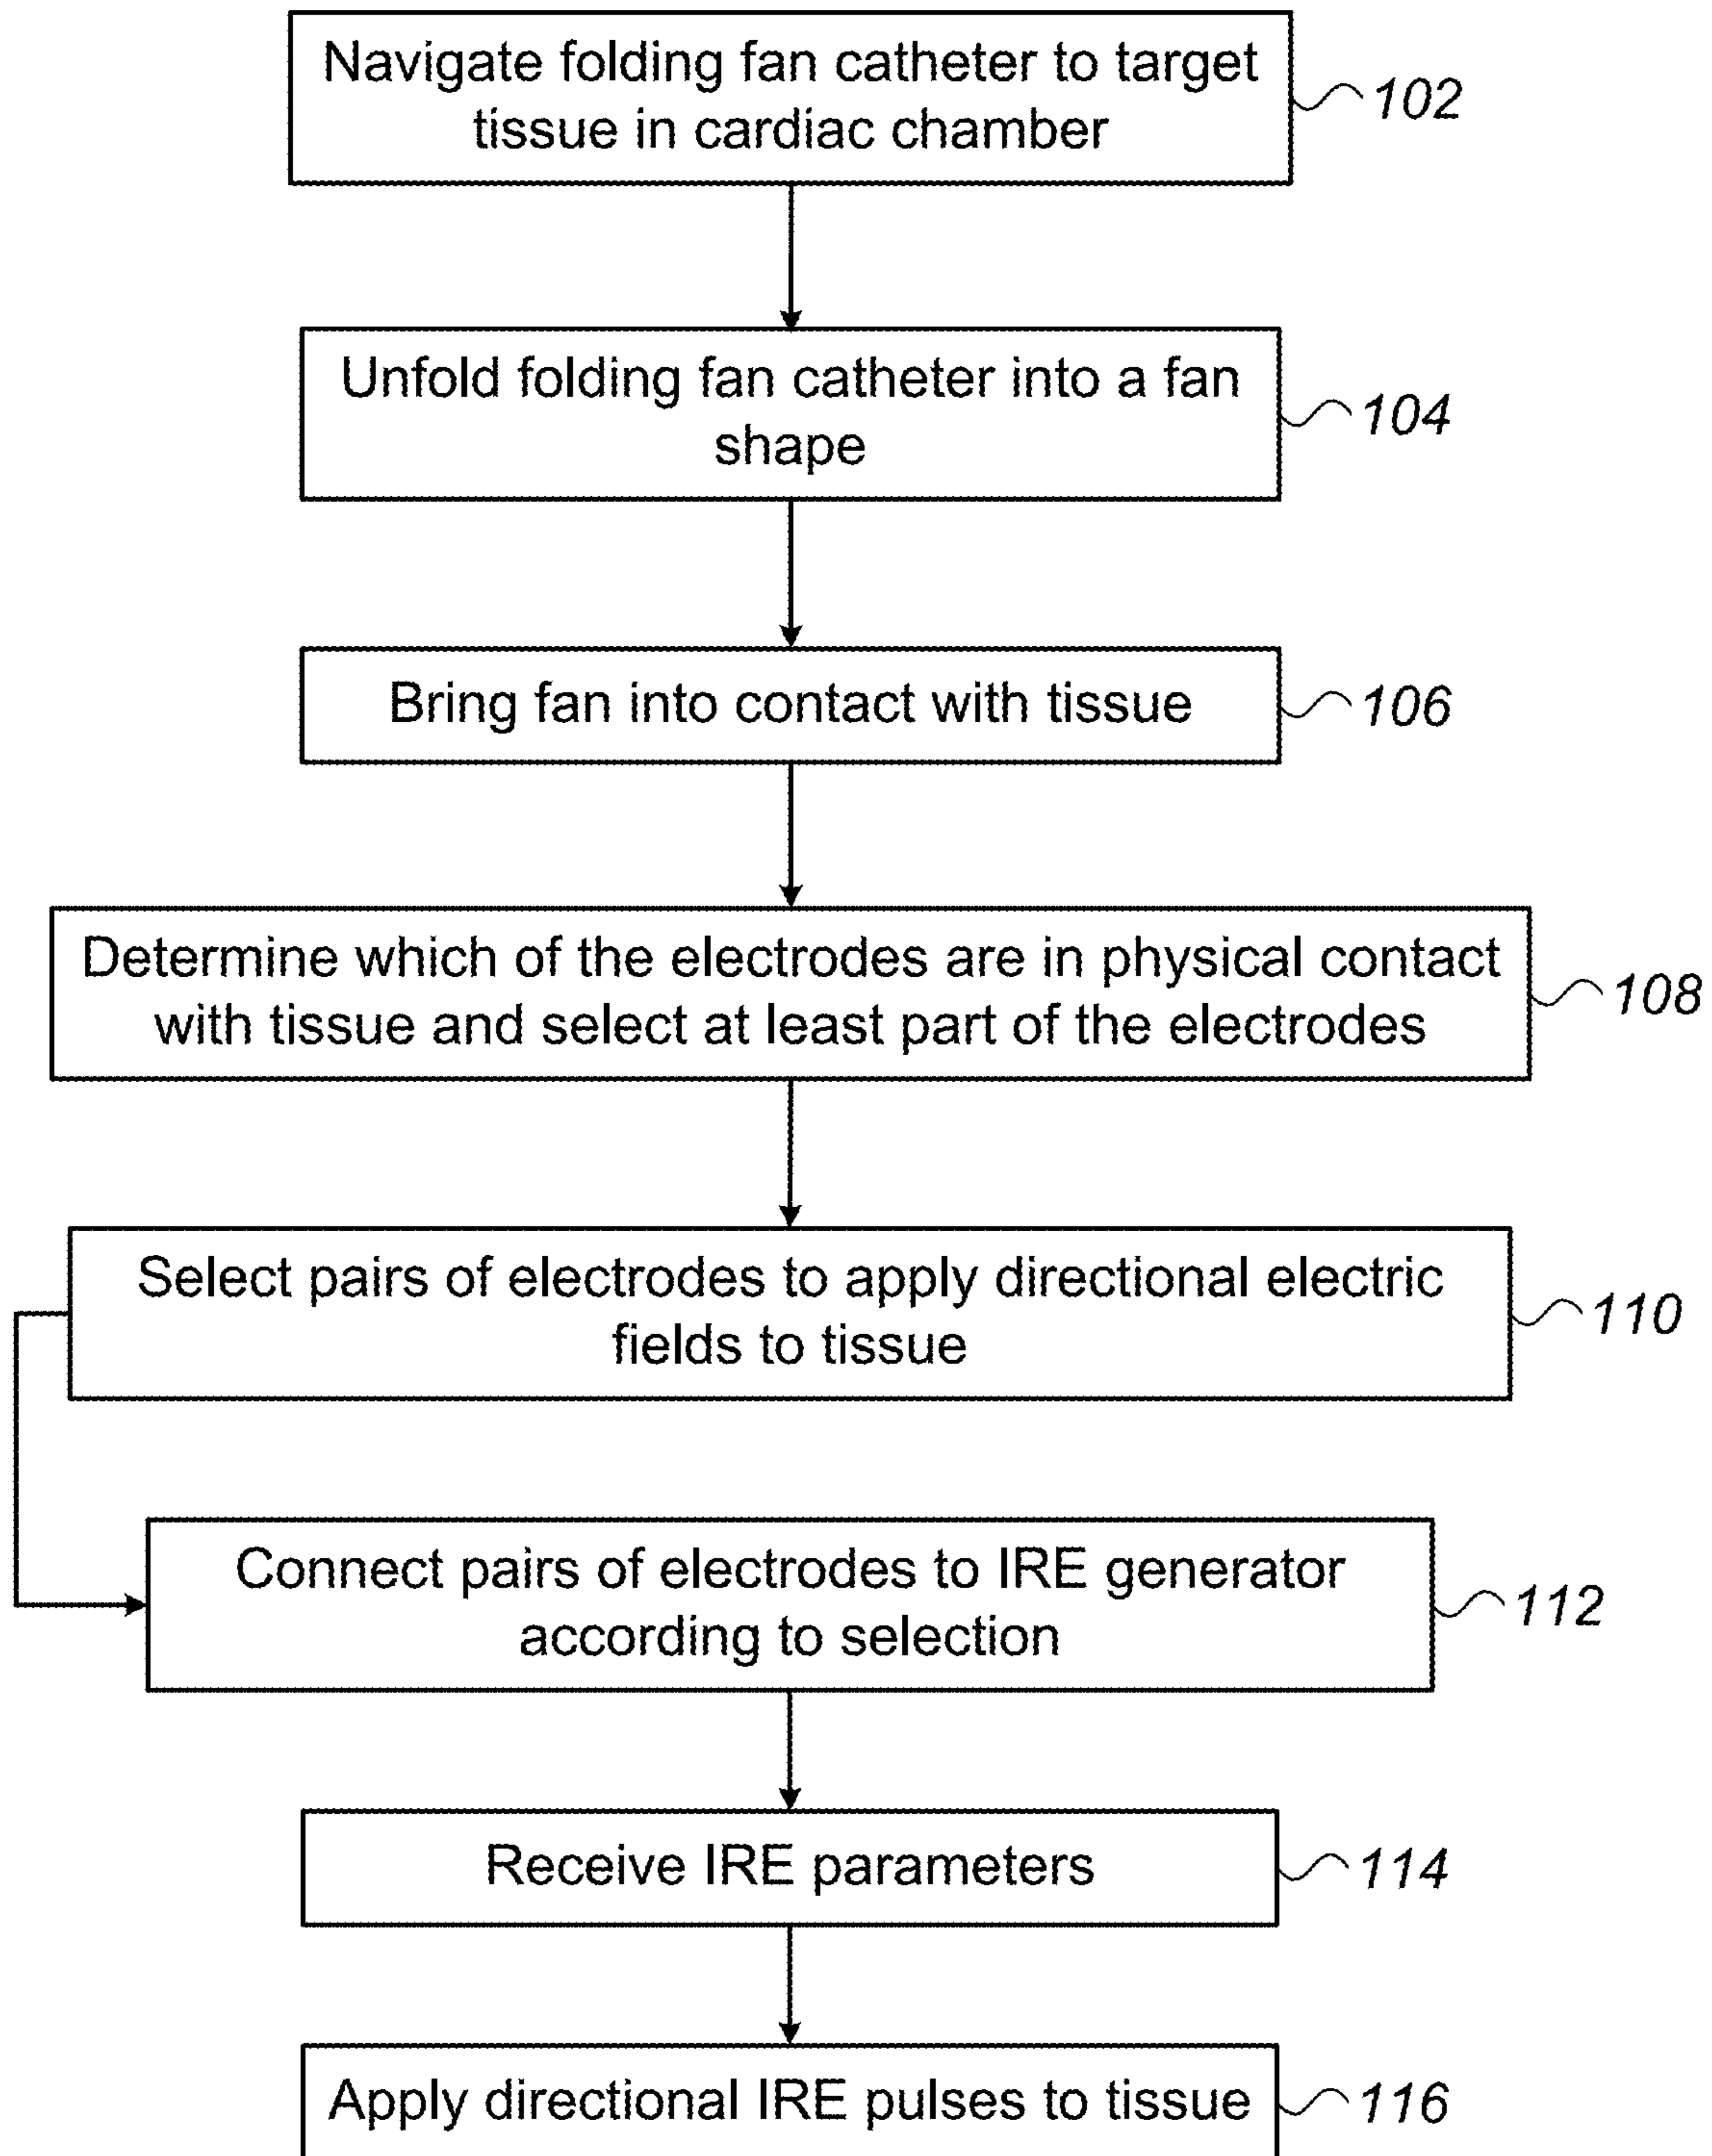 Navigate folding fan catheter to target
tissue in cardiac chamber
102
Unfold folding fan catheter into a fan
shape
104
Bring fan into contact with tissue
106
Determine which of the electrodes are in physical contact
with tissue and select at least part of the electrodes
108
Select pairs of electrodes to apply directional electric
fields to tissue
110
Connect pairs of electrodes to IRE generator
according to selection
112
Receive IRE parameters
114
Apply directional IRE pulses to tissue
116